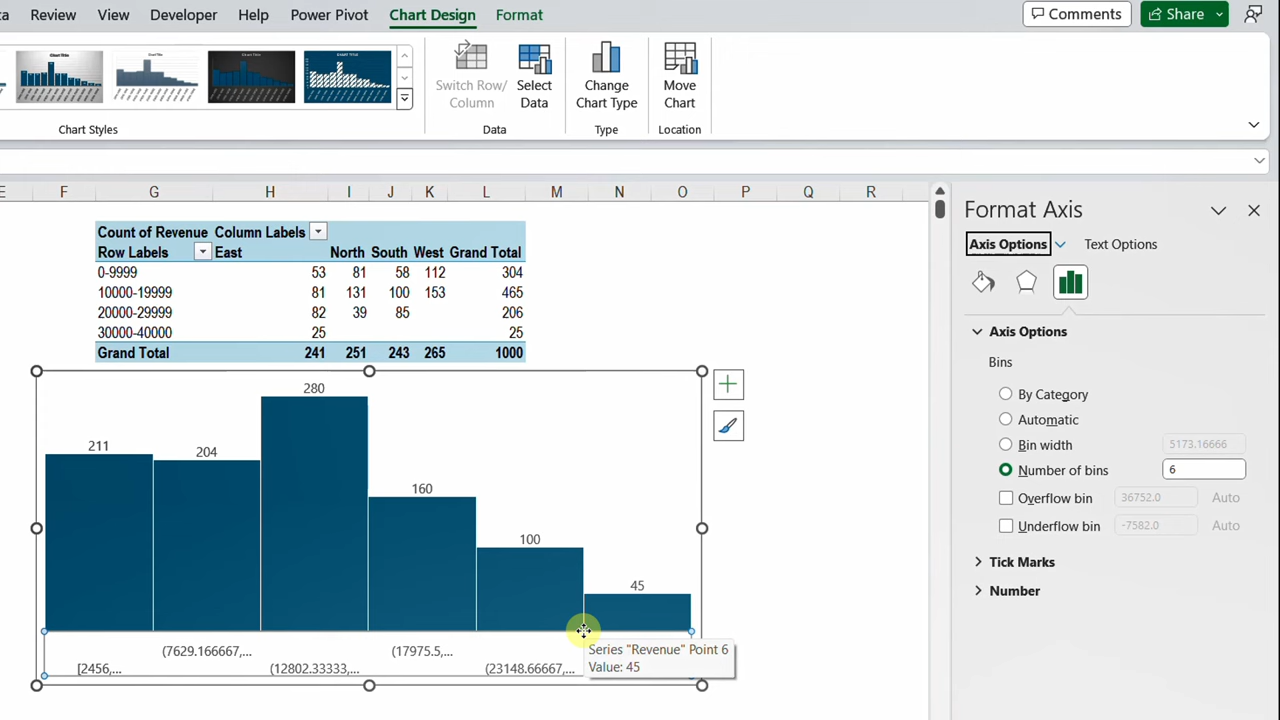 Review View Developer Help Power Pivot Chart Design Format Comments Share
Switch Row/ Column
Select Data
Change Chart Type
Move Chart
Chart Styles Data Type Location
F G H I J K L M N O P Q R
Count of Revenue Column Labels
Row Labels East North South West Grand Total
0-9999 53 81 58 112 304
10000-19999 81 131 100 153 465
20000-29999 82 39 85 206
30000-40000 25 25
Grand Total 241 251 243 265 1000
280
211
204
160
100
45
(7629.166667,... (17975.5,...
[2456,... (12802.33333,... (23148.66667,...
Series "Revenue" Point 6
Value: 45
Format Axis
Axis Options Text Options
Axis Options
Bins
By Category
Automatic
Bin width 5173.16666
Number of bins 6
Overflow bin 36752.0 Auto
Underflow bin -7582.0 Auto
Tick Marks
Number